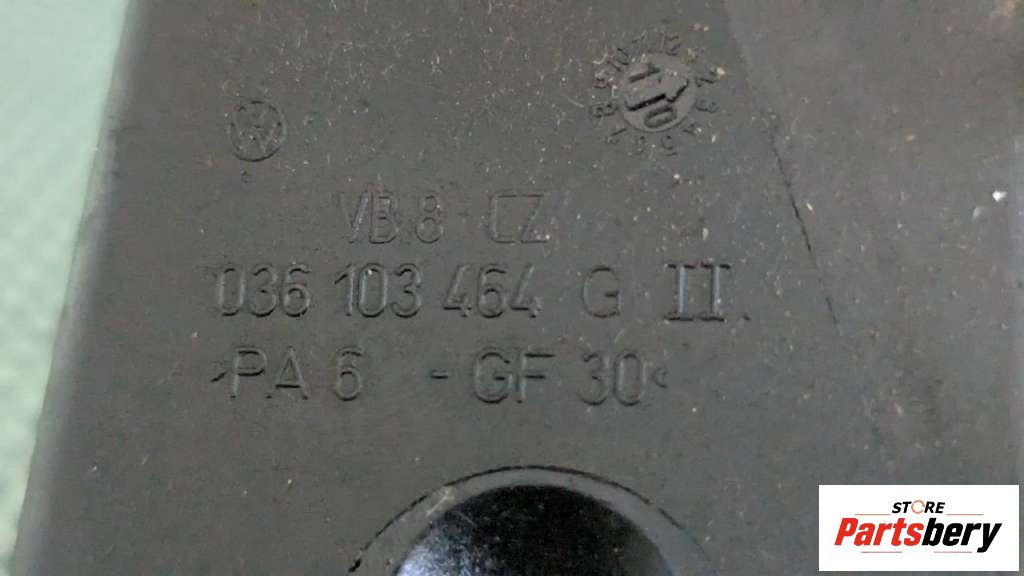 VB.8 CZ
036 103 464 G II.
>PA 6 - GF 30<
STORE
Partsbery